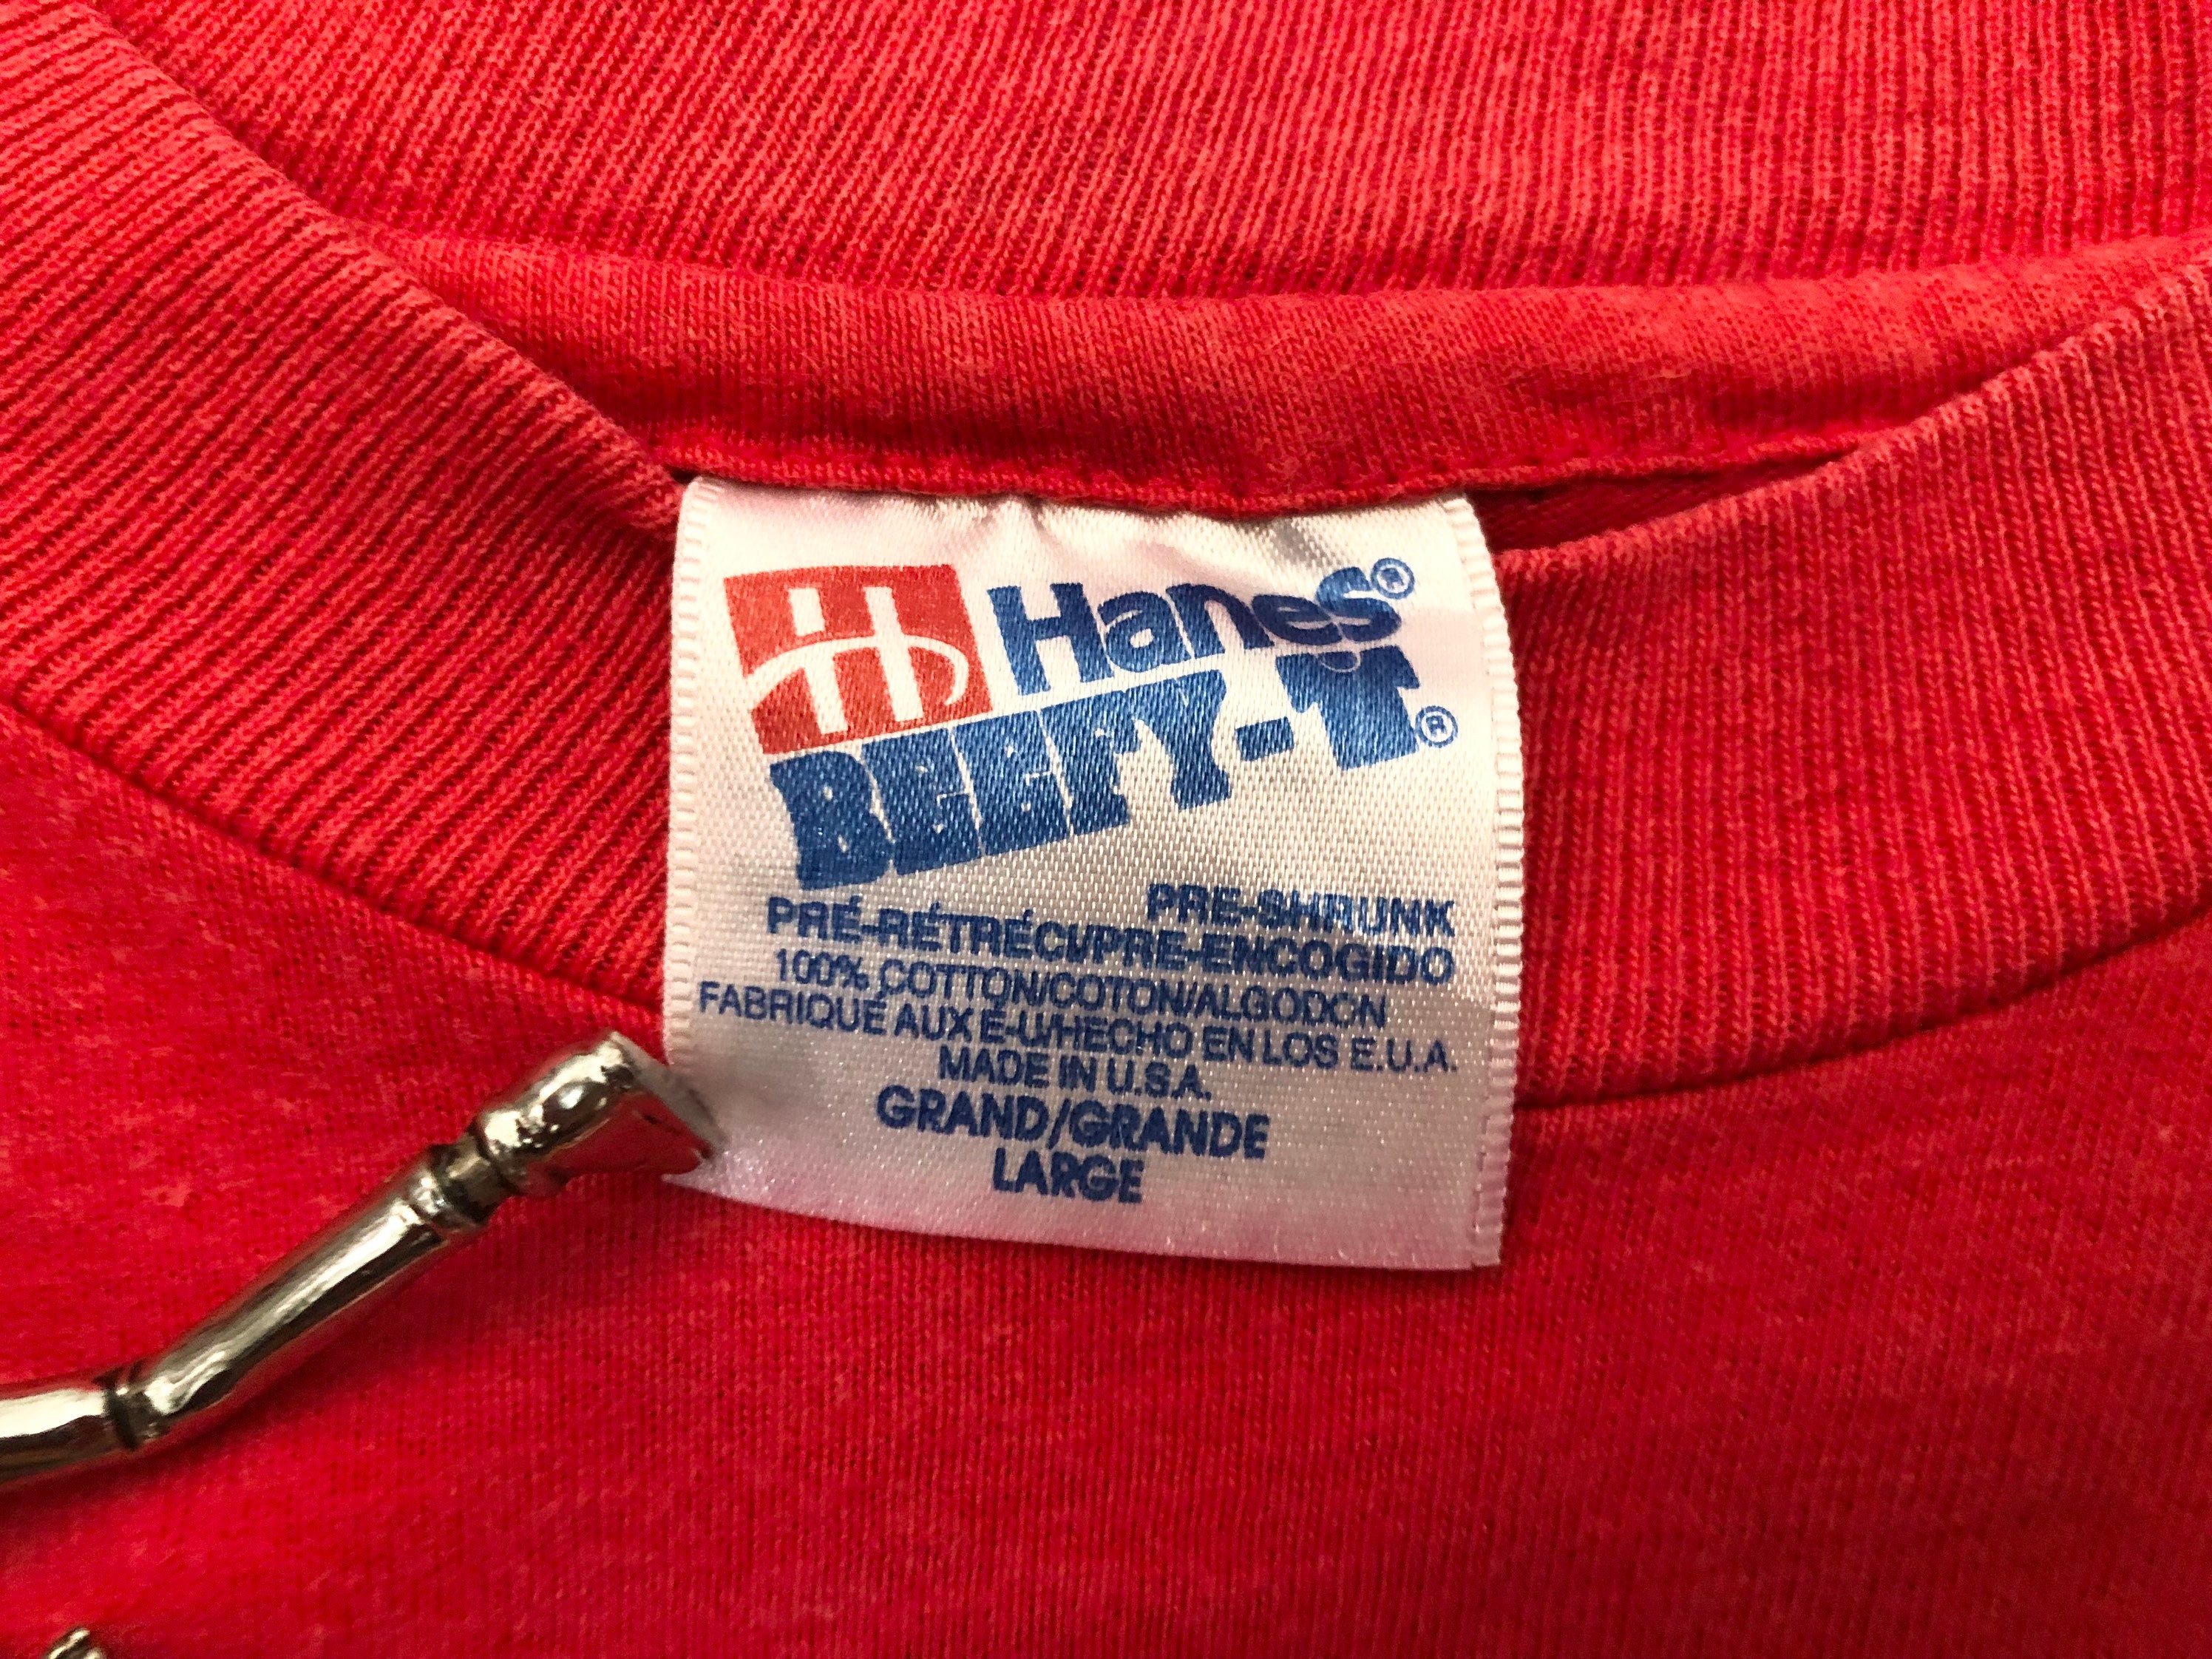 Hanes®
BEEFY-T®
PRE-SHRUNK
PRÉ-RÉTRÉCI/PRE-ENCOGIDO
100% COTTON/COTON/ALGODÓN
FABRIQUÉ AUX É-U/HECHO EN LOS E.U.A.
MADE IN U.S.A.
GRAND/GRANDE
LARGE